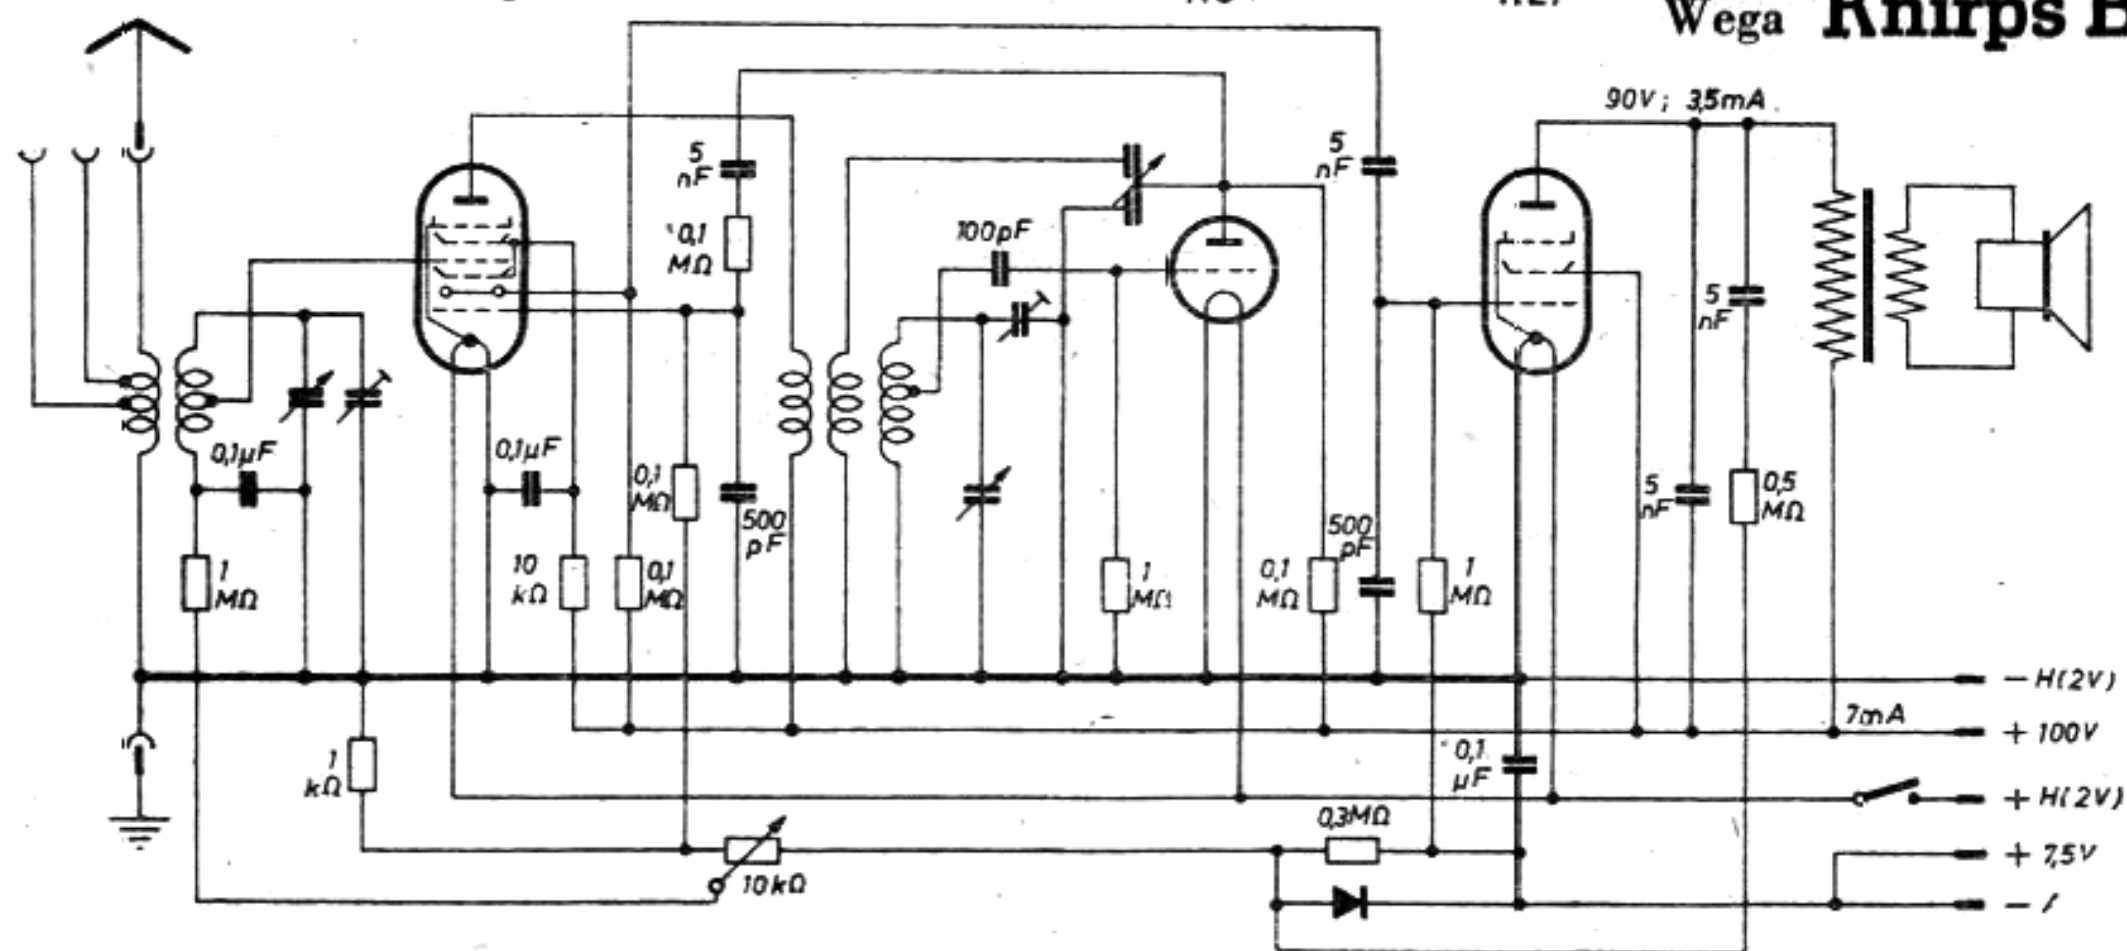 Wega Knirps B
90V; 3,5mA
5
nF
5
nF
0,1
MΩ
100pF
5
nF
0,1µF
0,1µF
0,1
MΩ
500
pF
500
pF
5
nF
0,5
MΩ
1
MΩ
10
kΩ
0,1
MΩ
1
MΩ
0,1
MΩ
1
MΩ
- H(2V)
7mA
+ 100V
1
kΩ
0,1
µF
+ H(2V)
0,3MΩ
+ 7,5V
10kΩ